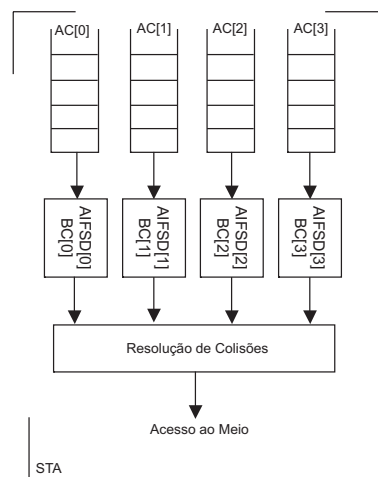 AC[0] AC[1] AC[2] AC[3]
AIFSD[0] AIFSD[1] AIFSD[2] AIFSD[3]
BC[0] BC[1] BC[2] BC[3]
Resolução de Colisões
Acesso ao Meio
STA